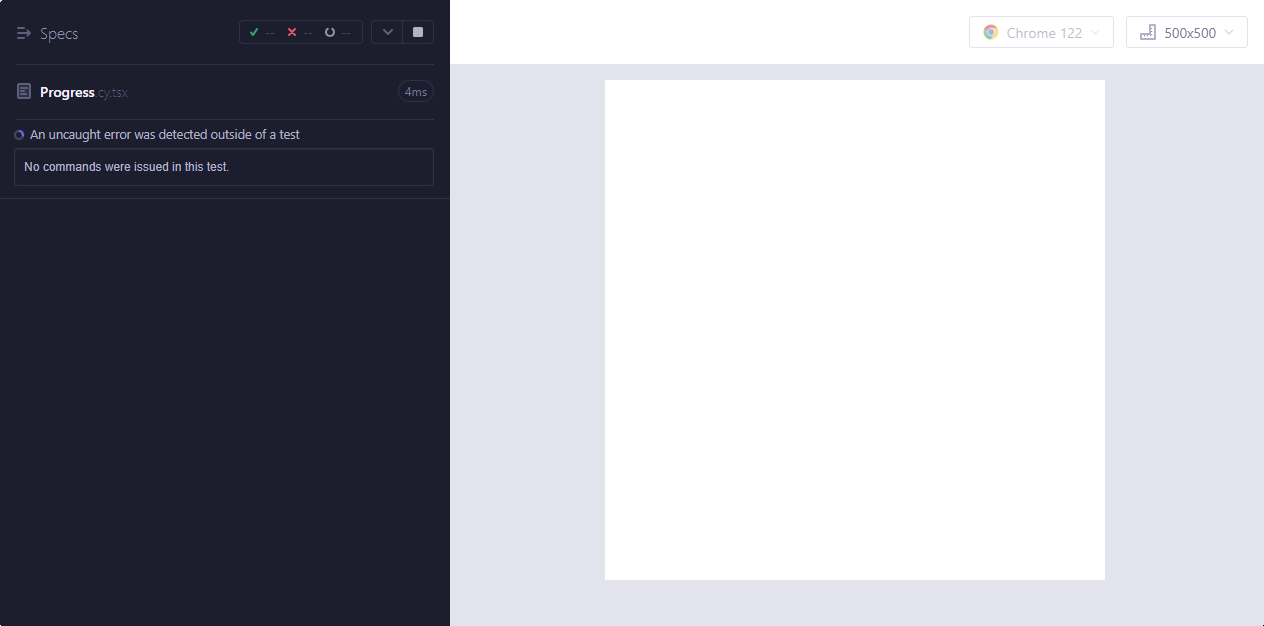 Specs
-- -- --
Chrome 122
500x500
Progress cy.tsx
4ms
An uncaught error was detected outside of a test
No commands were issued in this test.